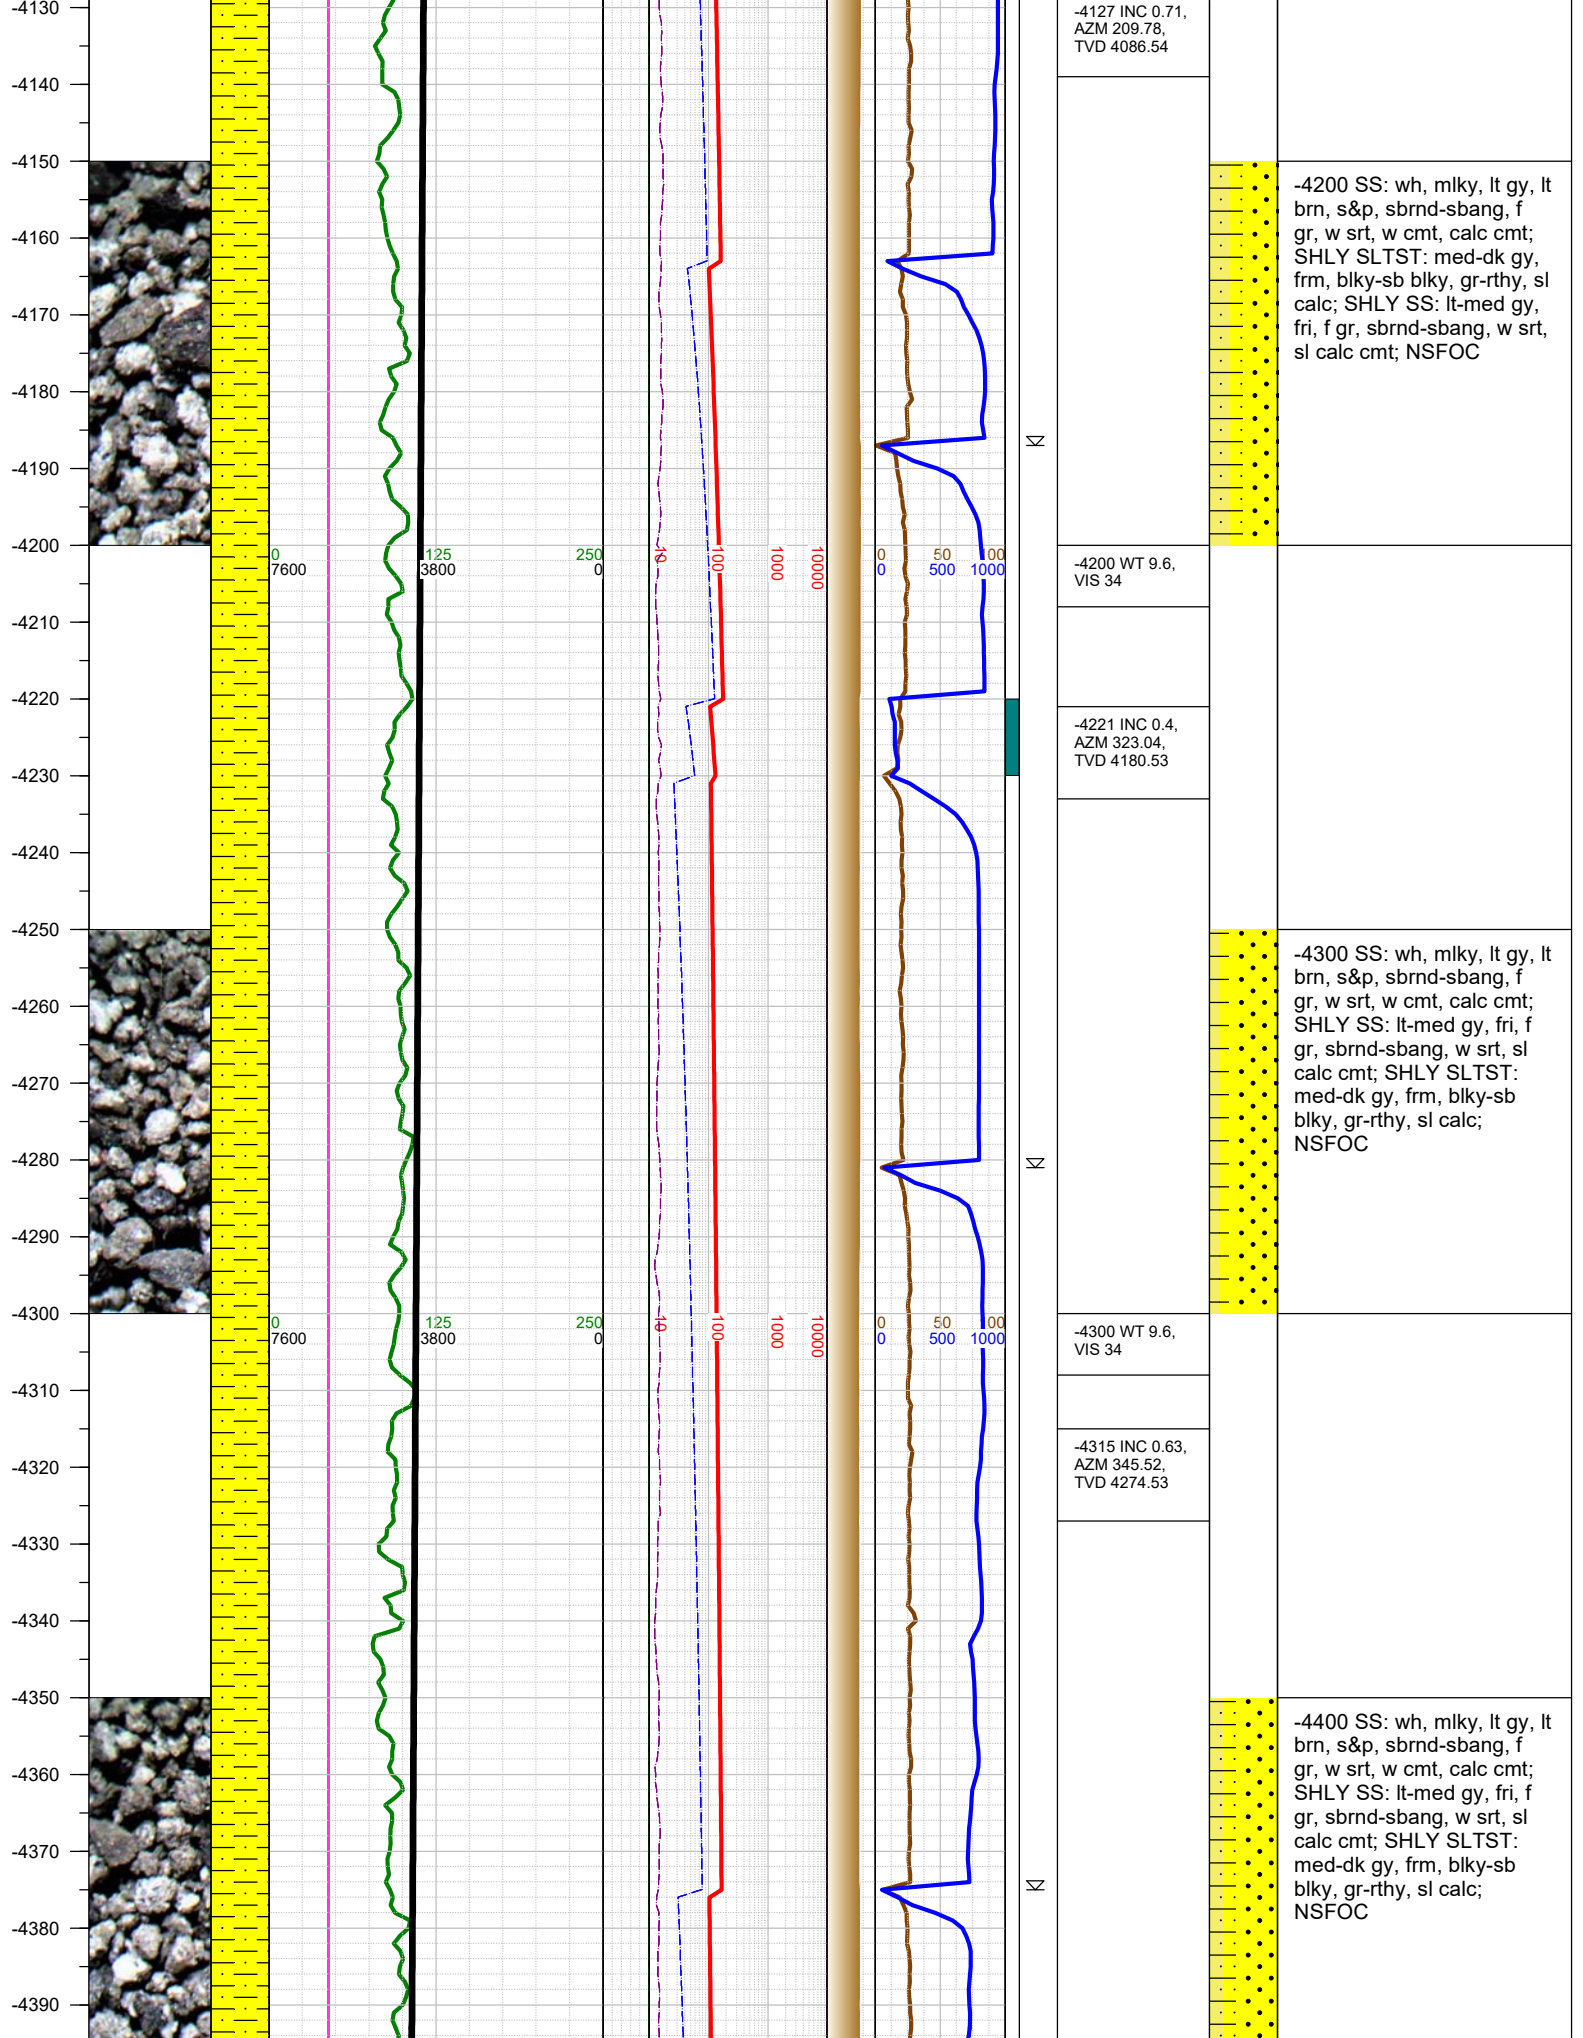 -4130
-4140
-4150
-4160
-4170
-4180
-4190
-4200
-4210
-4220
-4230
-4240
-4250
-4260
-4270
-4280
-4290
-4300
-4310
-4320
-4330
-4340
-4350
-4360
-4370
-4380
-4390
0 125 250
7600 3800 0
10 100 1000 10000
0 50 00
0 500 1000
0 125 250
7600 3800 0
10 100 1000 10000
0 50 00
0 500 1000
-4127 INC 0.71,
AZM 209.78,
TVD 4086.54
-4200 WT 9.6,
VIS 34
-4221 INC 0.4,
AZM 323.04,
TVD 4180.53
-4300 WT 9.6,
VIS 34
-4315 INC 0.63,
AZM 345.52,
TVD 4274.53
-4200 SS: wh, mlky, lt gy, lt
brn, s&p, sbrnd-sbang, f
gr, w srt, w cmt, calc cmt;
SHLY SLTST: med-dk gy,
frm, blky-sb blky, gr-rthy, sl
calc; SHLY SS: lt-med gy,
fri, f gr, sbrnd-sbang, w srt,
sl calc cmt; NSFOC
-4300 SS: wh, mlky, lt gy, lt
brn, s&p, sbrnd-sbang, f
gr, w srt, w cmt, calc cmt;
SHLY SS: lt-med gy, fri, f
gr, sbrnd-sbang, w srt, sl
calc cmt; SHLY SLTST:
med-dk gy, frm, blky-sb
blky, gr-rthy, sl calc;
NSFOC
-4400 SS: wh, mlky, lt gy, lt
brn, s&p, sbrnd-sbang, f
gr, w srt, w cmt, calc cmt;
SHLY SS: lt-med gy, fri, f
gr, sbrnd-sbang, w srt, sl
calc cmt; SHLY SLTST:
med-dk gy, frm, blky-sb
blky, gr-rthy, sl calc;
NSFOC